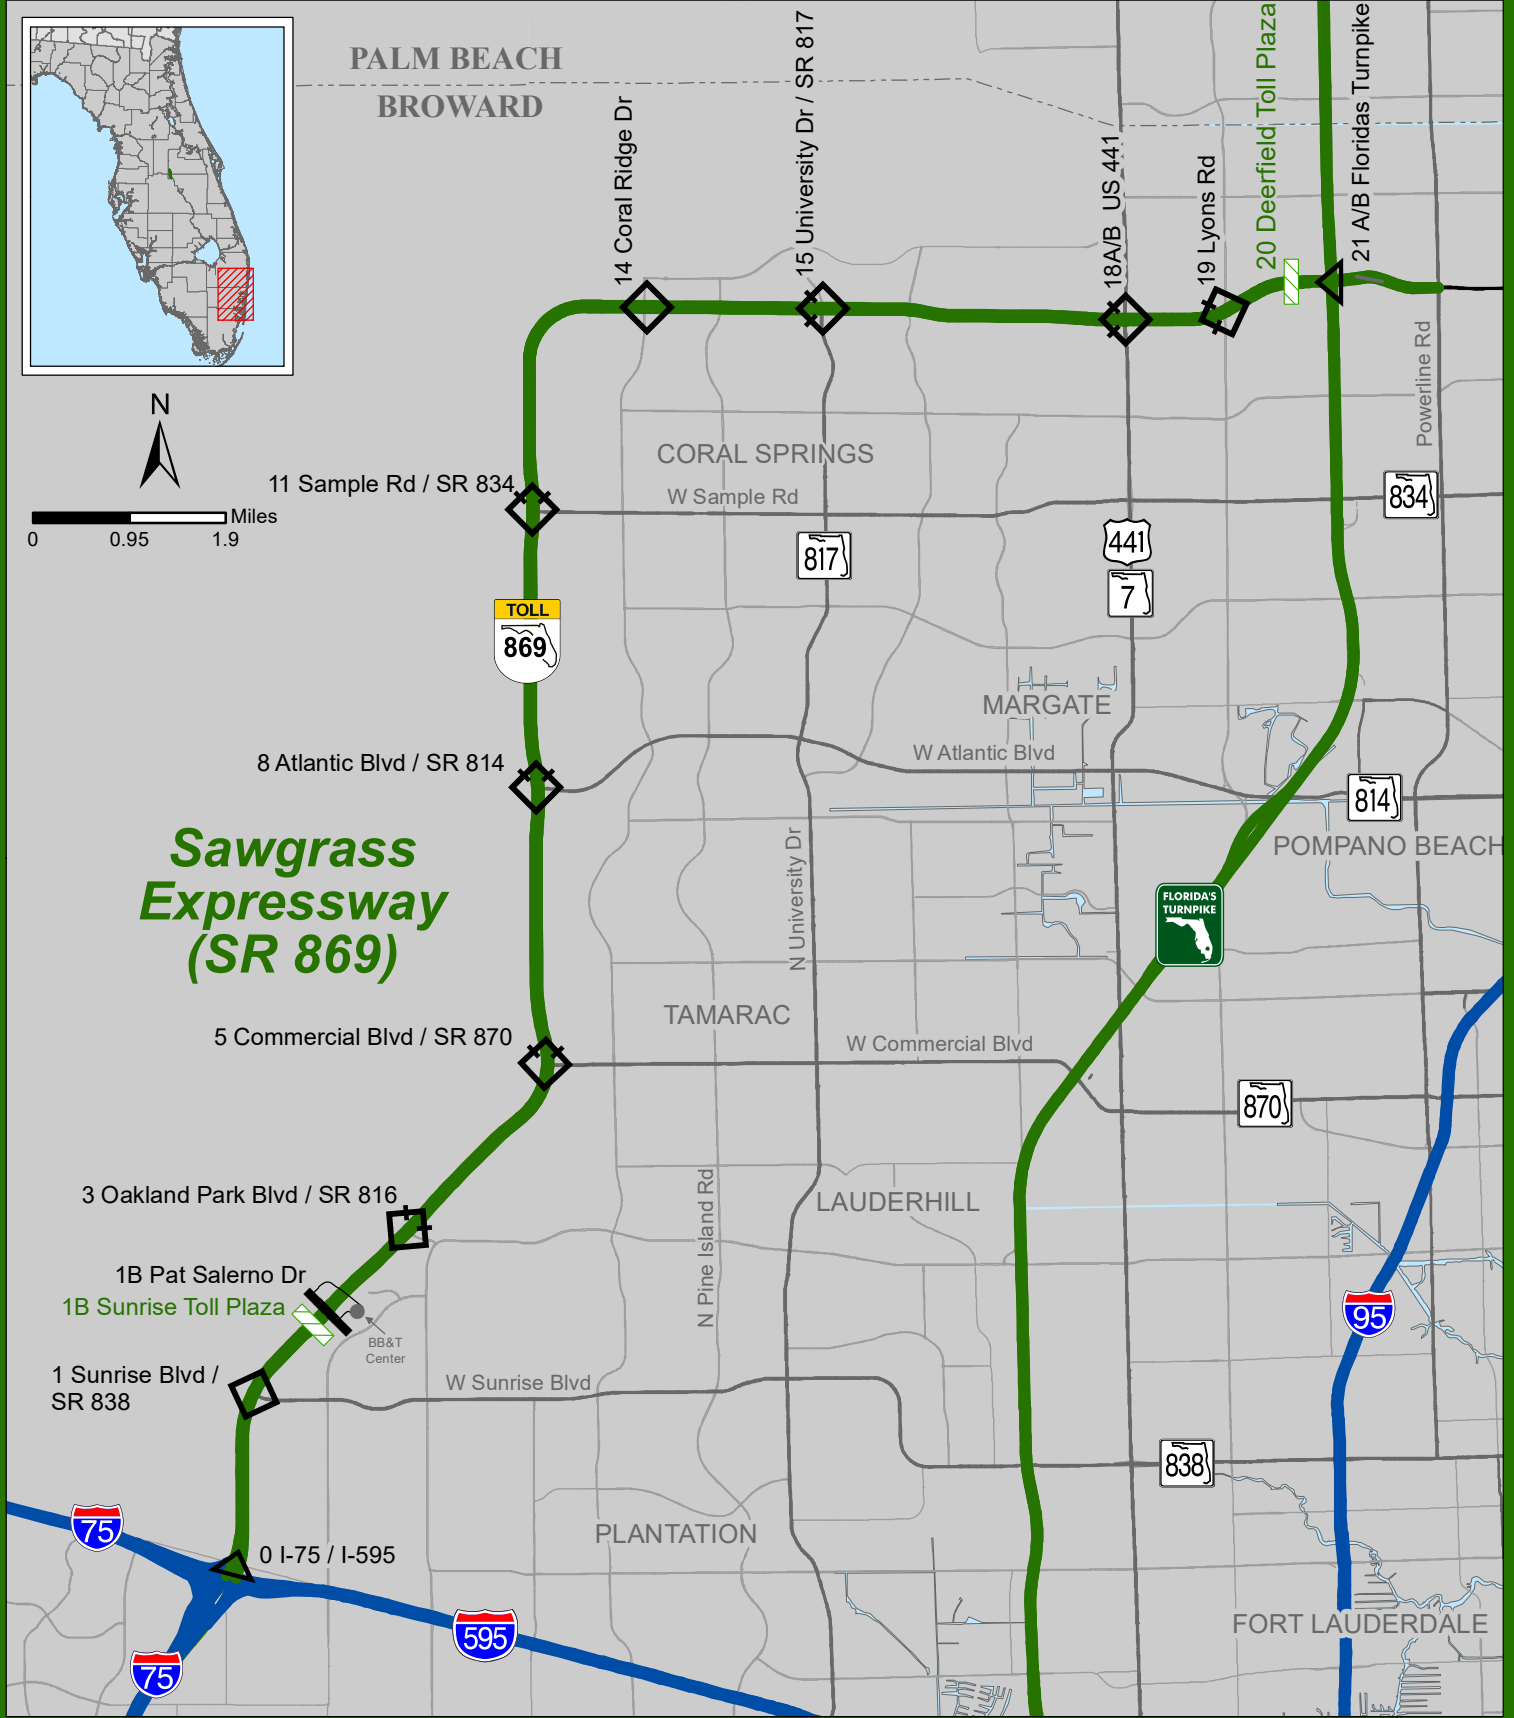 PALM BEACH
BROWARD
14 Coral Ridge Dr
15 University Dr / SR 817
18A/B US 441
19 Lyons Rd
20 Deerfield Toll Plaza
21 A/B Floridas Turnpike
N
Miles
0 0.95 1.9
Powerline Rd
CORAL SPRINGS
11 Sample Rd / SR 834
W Sample Rd
834
817
441
7
TOLL
869
MARGATE
8 Atlantic Blvd / SR 814
W Atlantic Blvd
814
Sawgrass
Expressway
(SR 869)
POMPANO BEACH
N University Dr
FLORIDA'S
TURNPIKE
TAMARAC
5 Commercial Blvd / SR 870
W Commercial Blvd
870
3 Oakland Park Blvd / SR 816
LAUDERHILL
N Pine Island Rd
1B Pat Salerno Dr
1B Sunrise Toll Plaza
BB&T
Center
95
1 Sunrise Blvd /
SR 838
W Sunrise Blvd
838
75
PLANTATION
0 I-75 / I-595
595
FORT LAUDERDALE
75